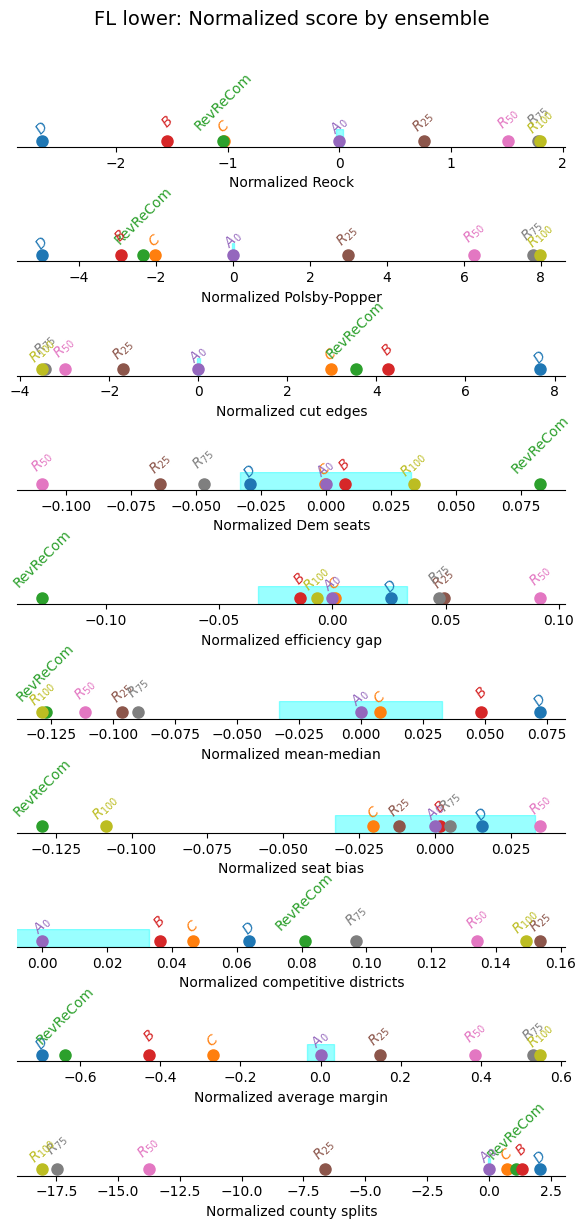 FL lower: Normalized score by ensemble
D B RevReCom C A0 R25 R50 R75 R100
−2 −1 0 1 2
Normalized Reock
D B RevReCom C A0 R25 R50 R75 R100
−4 −2 0 2 4 6 8
Normalized Polsby-Popper
R100 R75 R50 R25 A0 C RevReCom B D
−4 −2 0 2 4 6 8
Normalized cut edges
R50 R25 R75 D C A0 B R100 RevReCom
−0.100 −0.075 −0.050 −0.025 0.000 0.025 0.050 0.075
Normalized Dem seats
RevReCom B R100 A0 C D R75 R25 R50
−0.10 −0.05 0.00 0.05 0.10
Normalized efficiency gap
R100 RevReCom R50 R25 R75 A0 C B D
−0.125 −0.100 −0.075 −0.050 −0.025 0.000 0.025 0.050 0.075
Normalized mean-median
RevReCom R100 C R25 A0 B R75 D R50
−0.125 −0.100 −0.075 −0.050 −0.025 0.000 0.025
Normalized seat bias
A0 B C D RevReCom R75 R50 R100 R25
0.00 0.02 0.04 0.06 0.08 0.10 0.12 0.14 0.16
Normalized competitive districts
D RevReCom B C A0 R25 R50 R75 R100
−0.6 −0.4 −0.2 0.0 0.2 0.4 0.6
Normalized average margin
R100 R75 R50 R25 A0 C RevReCom B D
−17.5 −15.0 −12.5 −10.0 −7.5 −5.0 −2.5 0.0 2.5
Normalized county splits